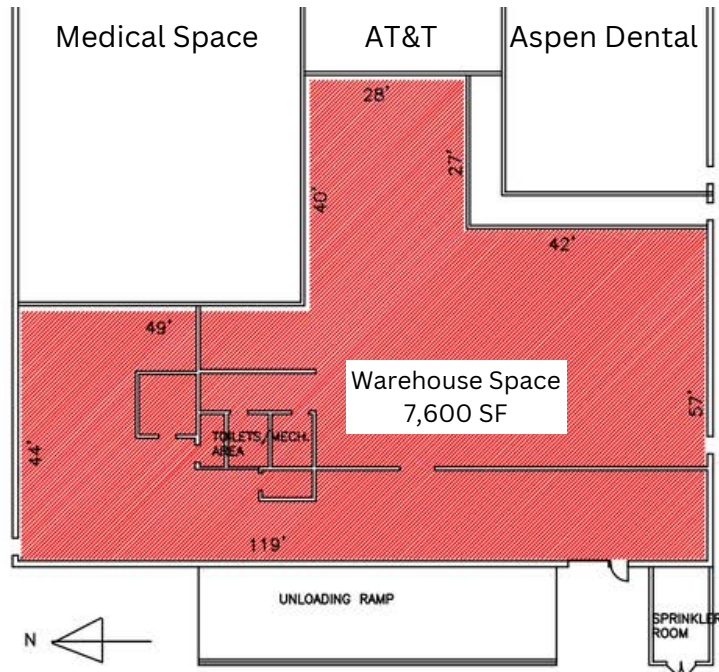 Medical Space
AT&T
Aspen Dental
28'
27'
40'
42'
49'
Warehouse Space
7,600 SF
57'
TOILETS/MECH.
AREA
44'
119'
UNLOADING RAMP
SPRINKLER
ROOM
N